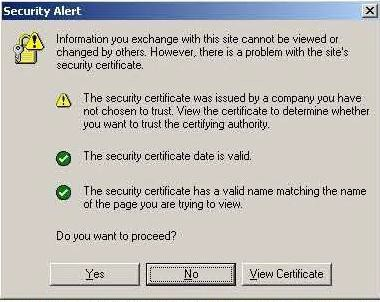 Security Alert
Information you exchange with this site cannot be viewed or
changed by others. However, there is a problem with the site's
security certificate.
The security certificate was issued by a company you have
not chosen to trust. View the certificate to determine whether
you want to trust the certifying authority.
The security certificate date is valid.
The security certificate has a valid name matching the name
of the page you are trying to view.
Do you want to proceed?
Yes
No
View Certificate